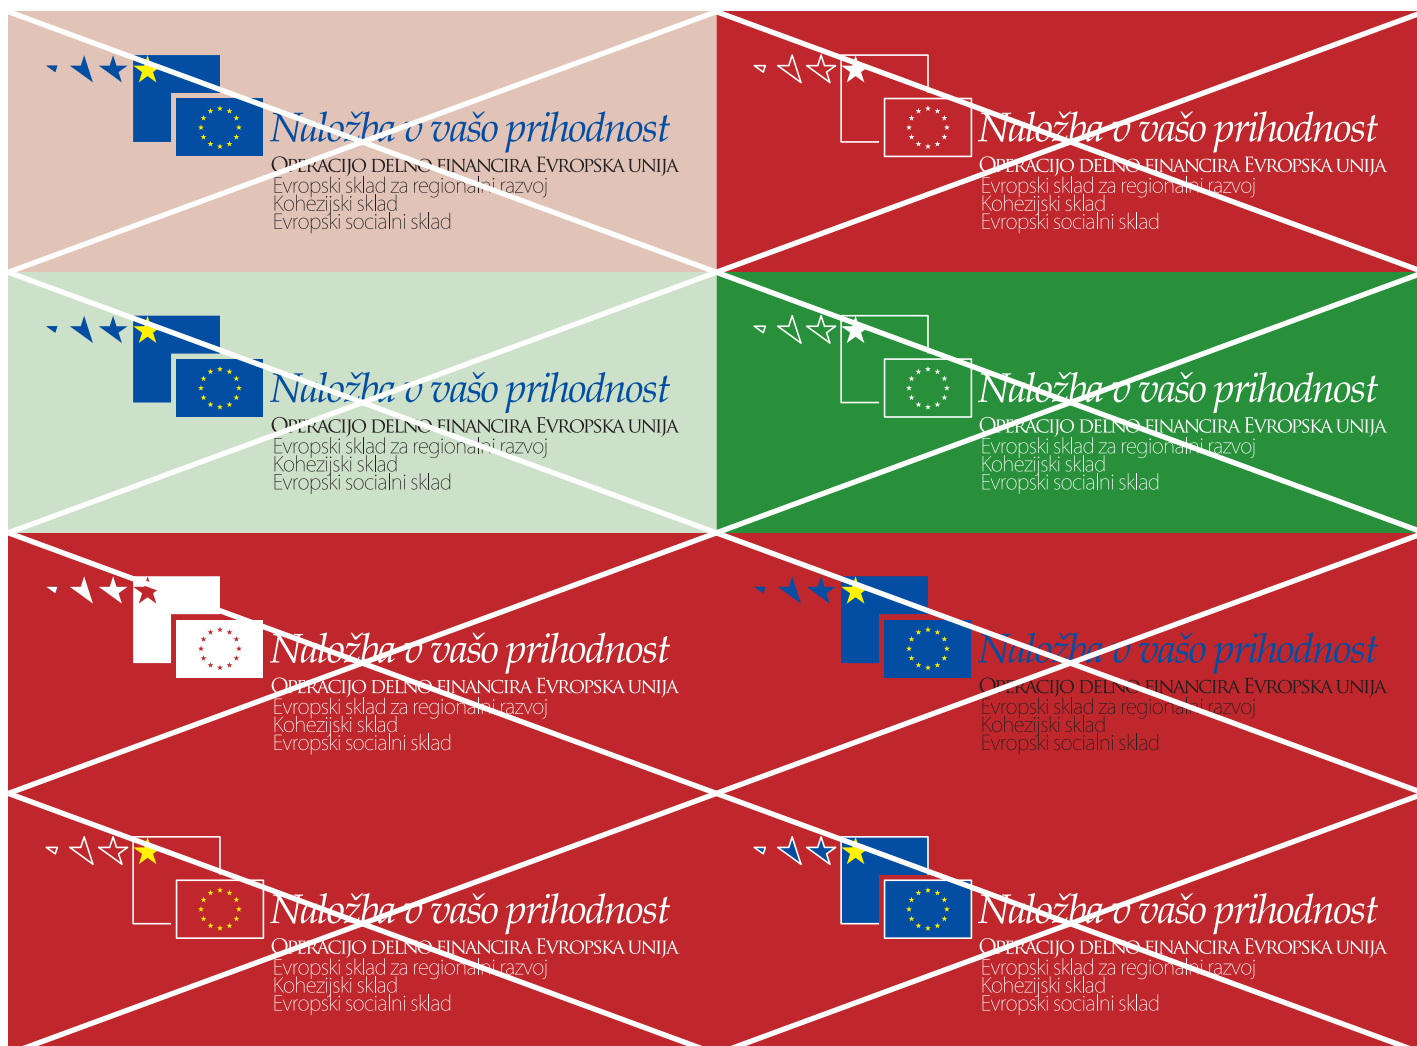 Naložba v vašo prihodnost
OPERACIJO DELNO FINANCIRA EVROPSKA UNIJA
Evropski sklad za regionalni razvoj
Kohezijski sklad
Evropski socialni sklad
Naložba v vašo prihodnost
OPERACIJO DELNO FINANCIRA EVROPSKA UNIJA
Evropski sklad za regionalni razvoj
Kohezijski sklad
Evropski socialni sklad
Naložba v vašo prihodnost
OPERACIJO DELNO FINANCIRA EVROPSKA UNIJA
Evropski sklad za regionalni razvoj
Kohezijski sklad
Evropski socialni sklad
Naložba v vašo prihodnost
OPERACIJO DELNO FINANCIRA EVROPSKA UNIJA
Evropski sklad za regionalni razvoj
Kohezijski sklad
Evropski socialni sklad
Naložba v vašo prihodnost
OPERACIJO DELNO FINANCIRA EVROPSKA UNIJA
Evropski sklad za regionalni razvoj
Kohezijski sklad
Evropski socialni sklad
Naložba v vašo prihodnost
OPERACIJO DELNO FINANCIRA EVROPSKA UNIJA
Evropski sklad za regionalni razvoj
Kohezijski sklad
Evropski socialni sklad
Naložba v vašo prihodnost
OPERACIJO DELNO FINANCIRA EVROPSKA UNIJA
Evropski sklad za regionalni razvoj
Kohezijski sklad
Evropski socialni sklad
Naložba v vašo prihodnost
OPERACIJO DELNO FINANCIRA EVROPSKA UNIJA
Evropski sklad za regionalni razvoj
Kohezijski sklad
Evropski socialni sklad